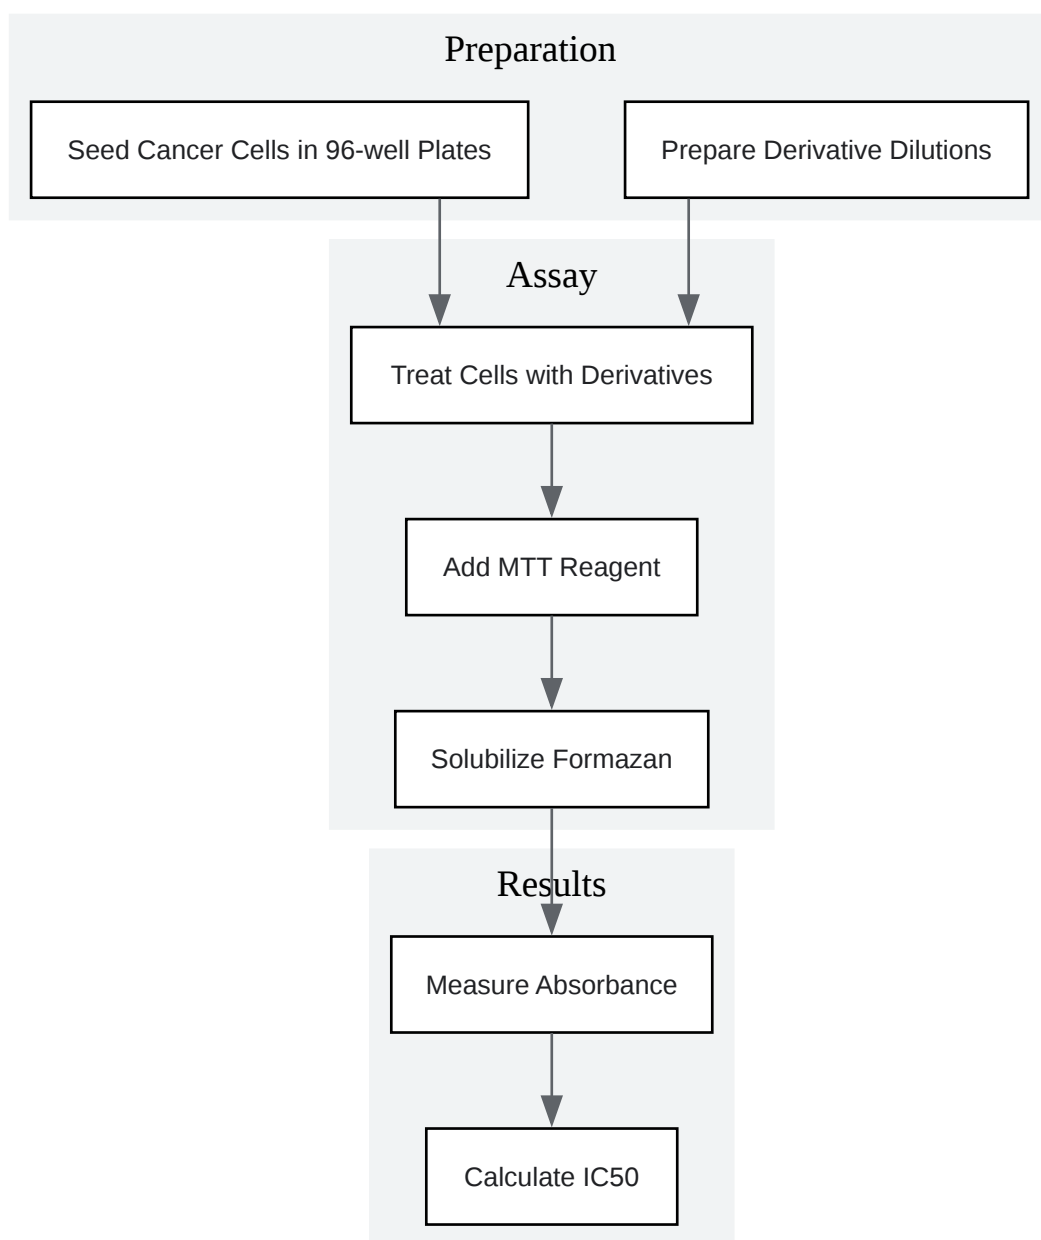 Preparation
Seed Cancer Cells in 96-well Plates
Prepare Derivative Dilutions
Assay
Treat Cells with Derivatives
Add MTT Reagent
Solubilize Formazan
Results
Measure Absorbance
Calculate IC50